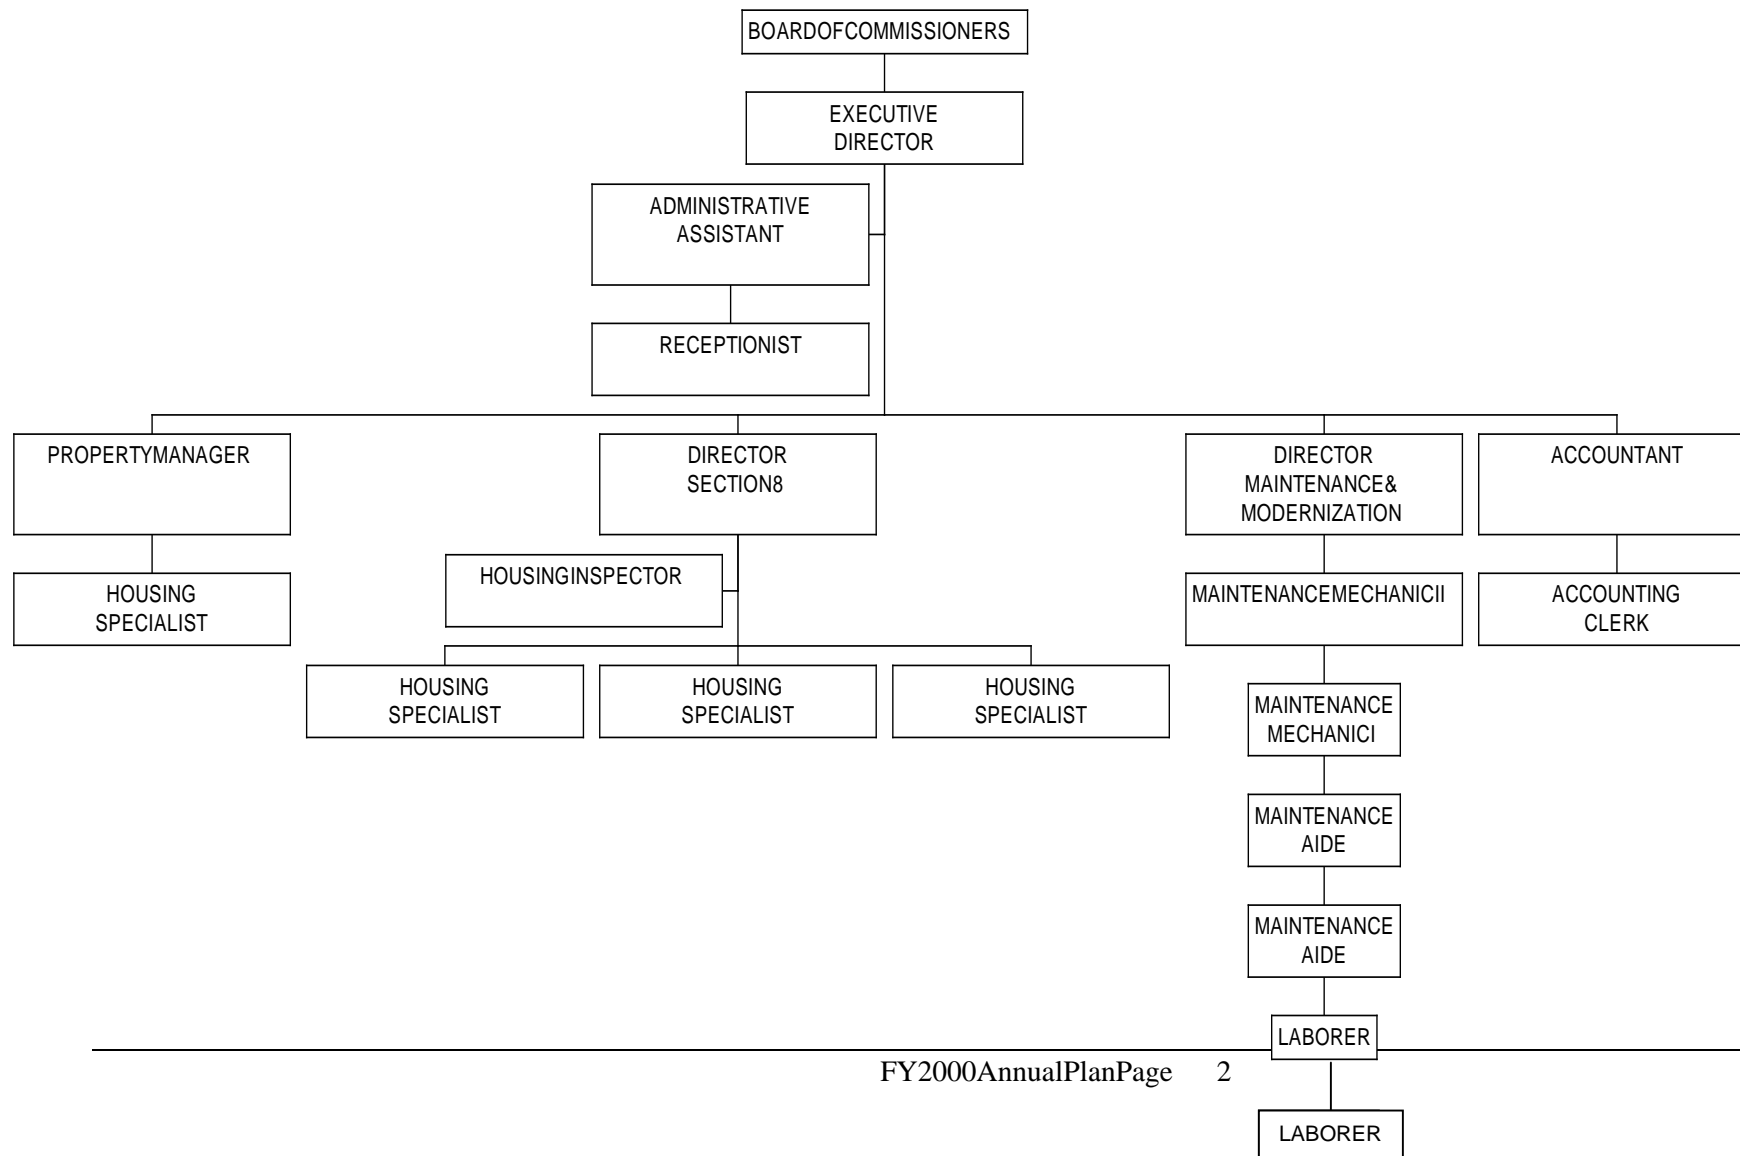 BOARDOFCOMMISSIONERS
EXECUTIVE
DIRECTOR
ADMINISTRATIVE
ASSISTANT
RECEPTIONIST
PROPERTYMANAGER
DIRECTOR
SECTION8
DIRECTOR
MAINTENANCE&
MODERNIZATION
ACCOUNTANT
HOUSING
SPECIALIST
HOUSINGINSPECTOR
MAINTENANCEMECHANICII
ACCOUNTING
CLERK
HOUSING
SPECIALIST
HOUSING
SPECIALIST
HOUSING
SPECIALIST
MAINTENANCE
MECHANICI
MAINTENANCE
AIDE
MAINTENANCE
AIDE
LABORER
FY2000AnnualPlanPage 2
LABORER